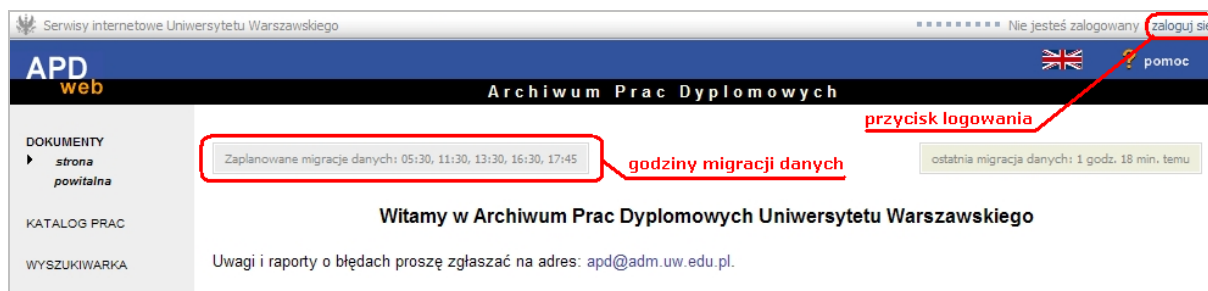 Serwisy internetowe Uniwersytetu Warszawskiego
Nie jesteś zalogowany zaloguj się
APD
web
pomoc
Archiwum Prac Dyplomowych
przycisk logowania
DOKUMENTY
strona
powitalna
Zaplanowane migracje danych: 05:30, 11:30, 13:30, 16:30, 17:45
godziny migracji danych
ostatnia migracja danych: 1 godz. 18 min. temu
KATALOG PRAC
Witamy w Archiwum Prac Dyplomowych Uniwersytetu Warszawskiego
WYSZUKIWARKA
Uwagi i raporty o błędach proszę zgłaszać na adres: apd@adm.uw.edu.pl.